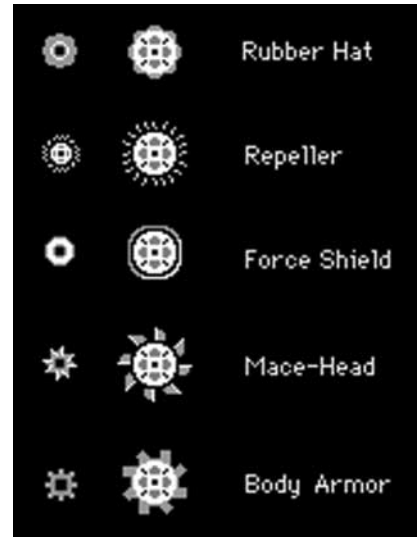 Rubber Hat
Repeller
Force Shield
Mace-Head
Body Armor